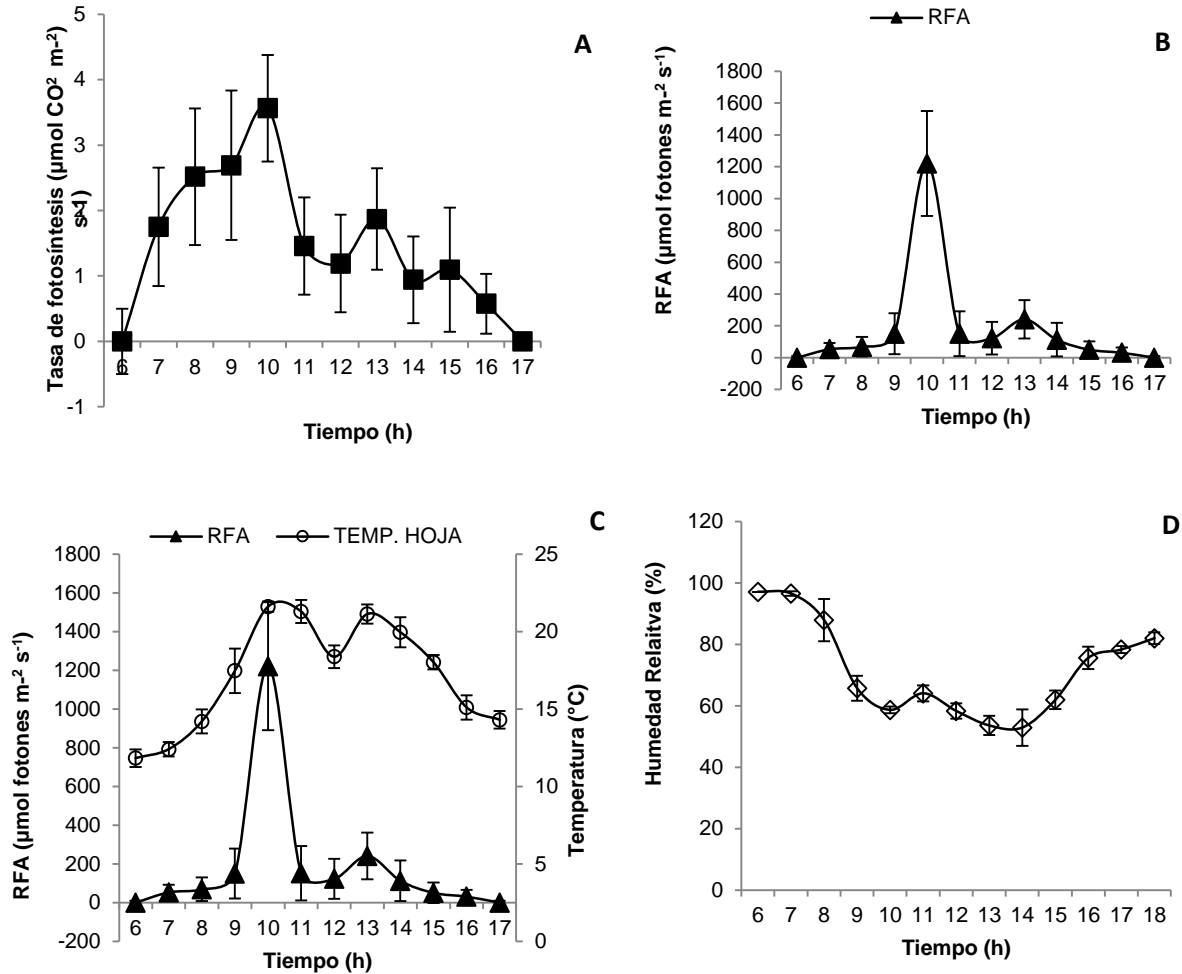 A
Tasa de fotosíntesis (µmol CO² m-² s-¹)
5
4
3
2
1
0
-1
6 7 8 9 10 11 12 13 14 15 16 17
Tiempo (h)
RFA
B
RFA (µmol fotones m-² s-¹)
1800
1600
1400
1200
1000
800
600
400
200
0
-200
6 7 8 9 10 11 12 13 14 15 16 17
Tiempo (h)
RFA TEMP. HOJA
C
RFA (µmol fotones m-² s-¹)
1800
1600
1400
1200
1000
800
600
400
200
0
-200
6 7 8 9 10 11 12 13 14 15 16 17
Tiempo (h)
25
20
15
10
5
0
Temperatura (°C)
D
Humedad Relaitva (%)
120
100
80
60
40
20
0
6 7 8 9 10 11 12 13 14 15 16 17 18
Tiempo (h)